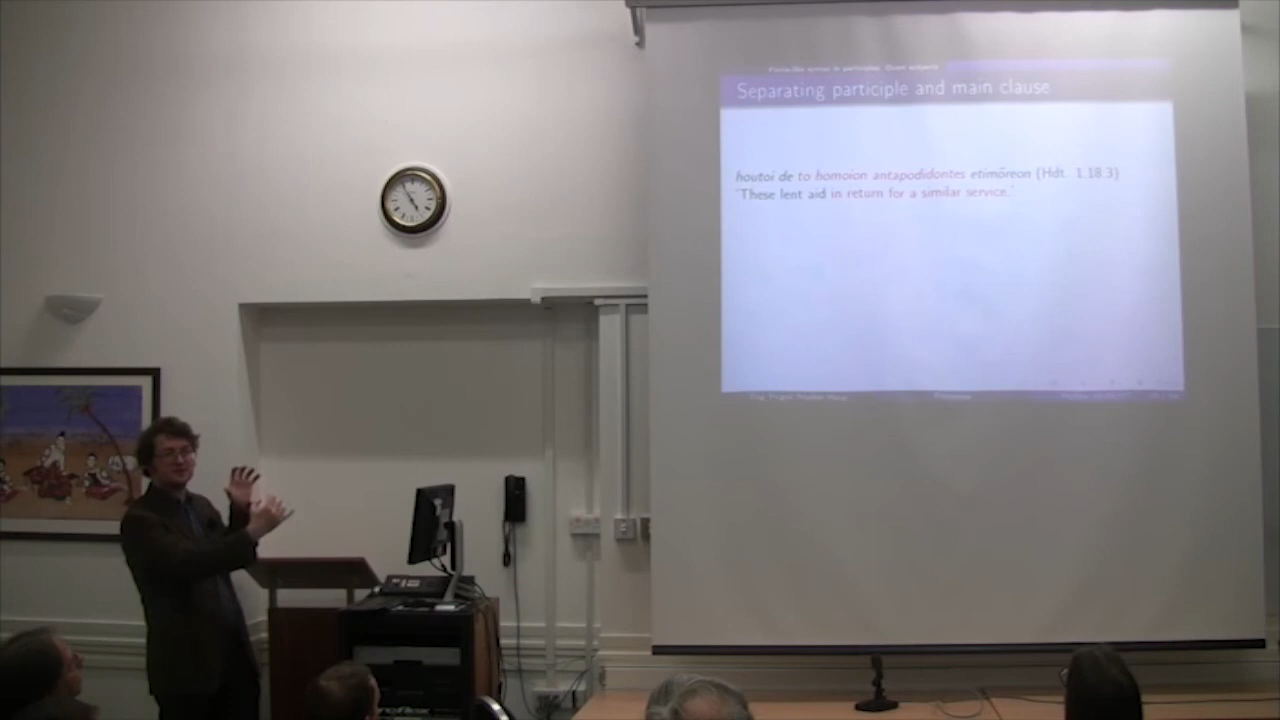 Separating participle and main clause
houtoi de to homoion antapodidontes etimōreon (Hdt. 1.18.3)
'These lent aid in return for a similar service.'